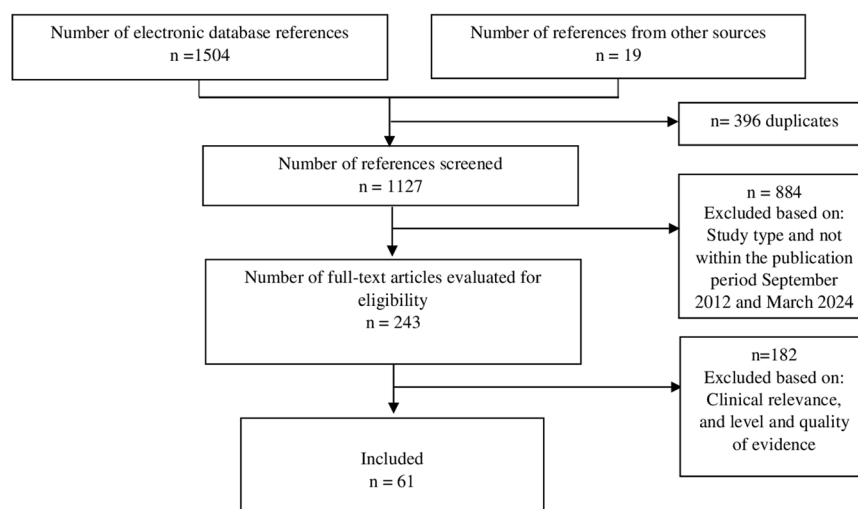 Number of electronic database references
n =1504
Number of references from other sources
n = 19
n= 396 duplicates
Number of references screened
n = 1127
n = 884
Excluded based on:
Study type and not
within the publication
period September
2012 and March 2024
Number of full-text articles evaluated for
eligibility
n = 243
n=182
Excluded based on:
Clinical relevance,
and level and quality
of evidence
Included
n = 61